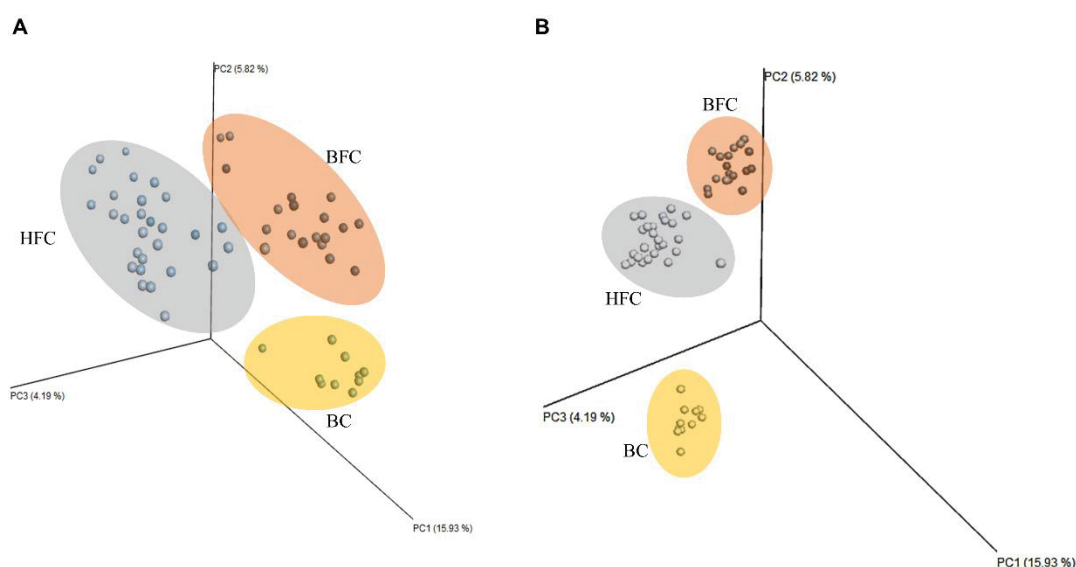 A
PC2 (5.82 %)
BFC
HFC
PC3 (4.19 %)
BC
PC1 (15.93 %)
B
PC2 (5.82 %)
BFC
HFC
PC3 (4.19 %)
BC
PC1 (15.93 %)